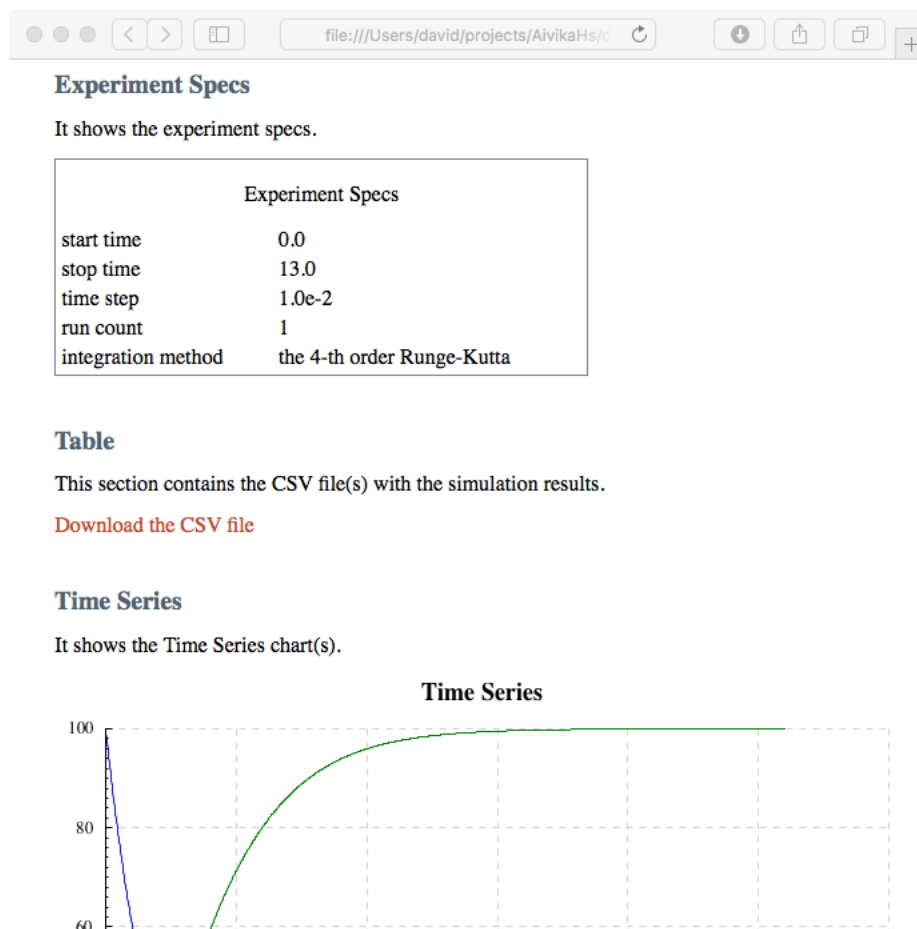 file:///Users/david/projects/AivikaHs/d
Experiment Specs
It shows the experiment specs.
Experiment Specs
start time 0.0
stop time 13.0
time step 1.0e-2
run count 1
integration method the 4-th order Runge-Kutta
Table
This section contains the CSV file(s) with the simulation results.
Download the CSV file
Time Series
It shows the Time Series chart(s).
Time Series
100
80
60